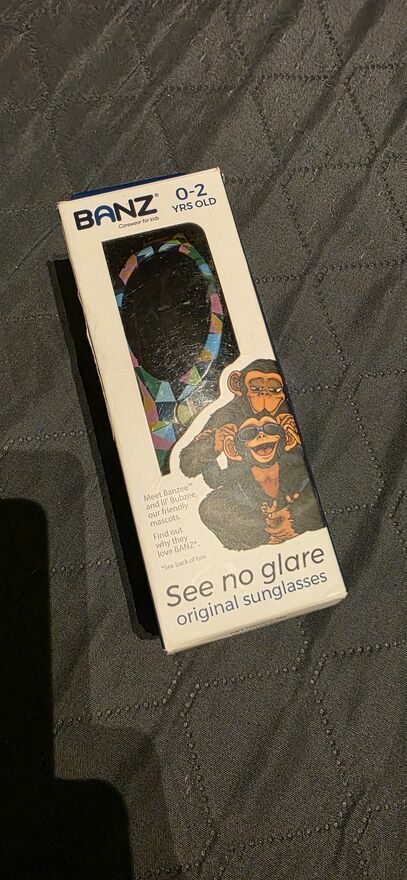 BANZ®
Carewear for kids
0-2
YRS OLD
Meet Banzee™
and lil' Bubzee,
our friendly
mascots.
Find out
why they
love BANZ®.
*See back of box
See no glare
original sunglasses